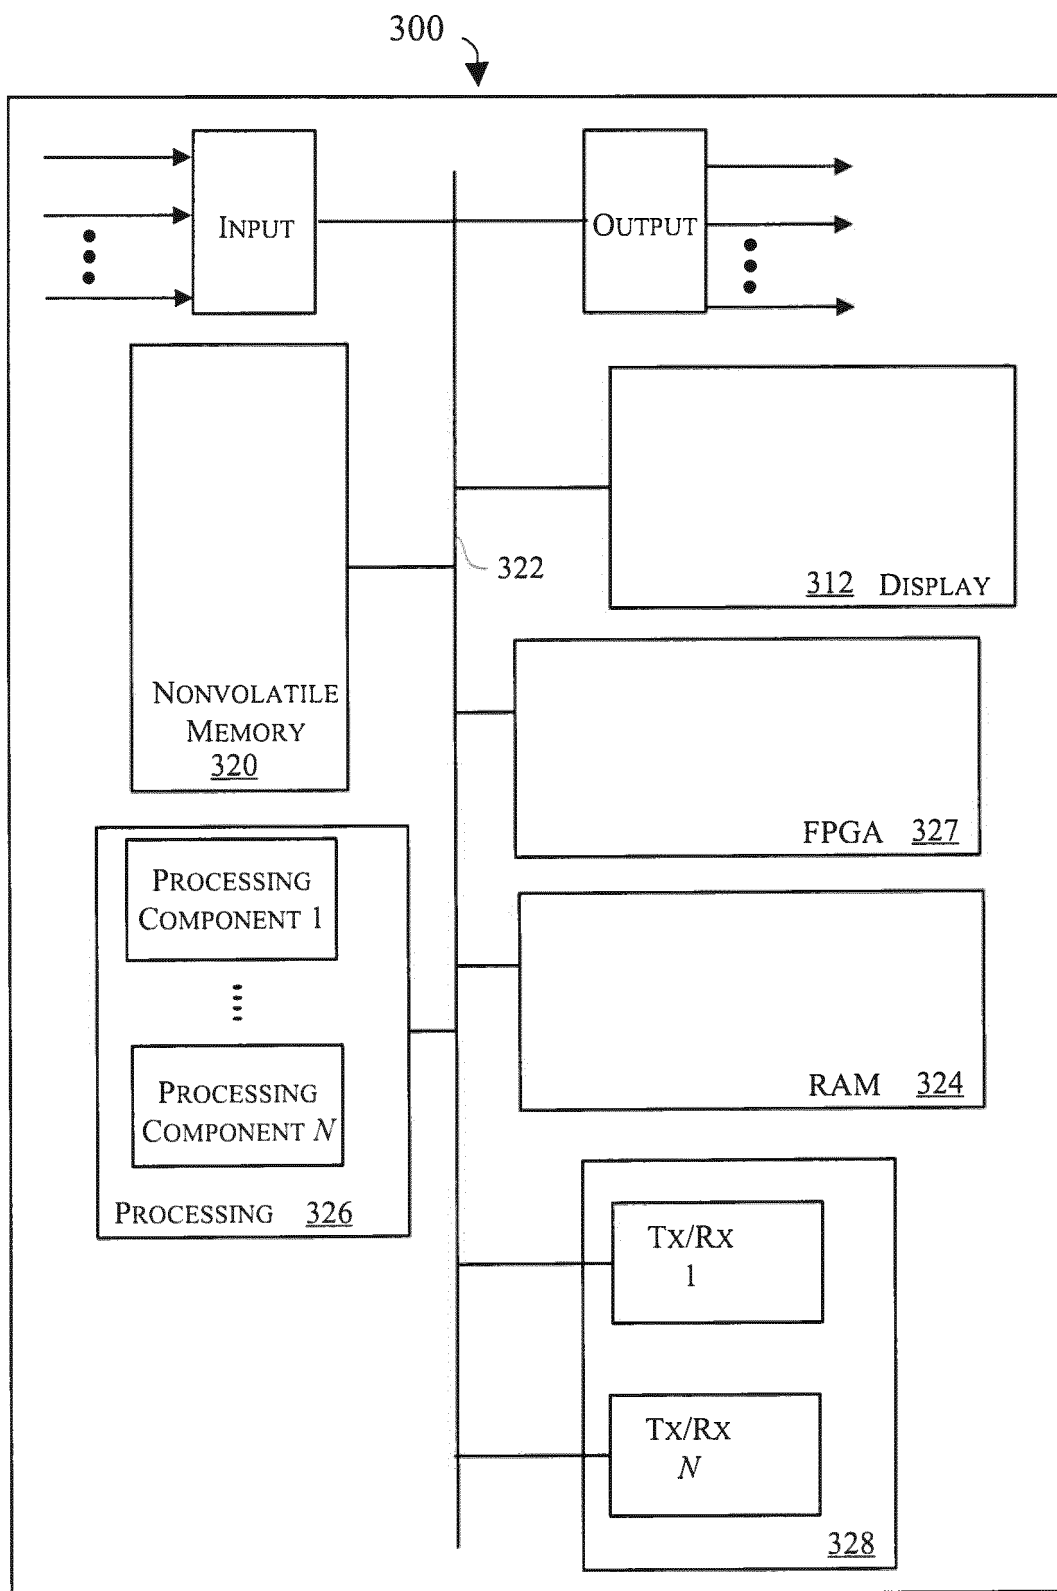 300
INPUT
OUTPUT
322
312 DISPLAY
NONVOLATILE
MEMORY
320
FPGA 327
PROCESSING
COMPONENT 1
RAM 324
PROCESSING
COMPONENT N
PROCESSING 326
TX/RX
1
TX/RX
N
328